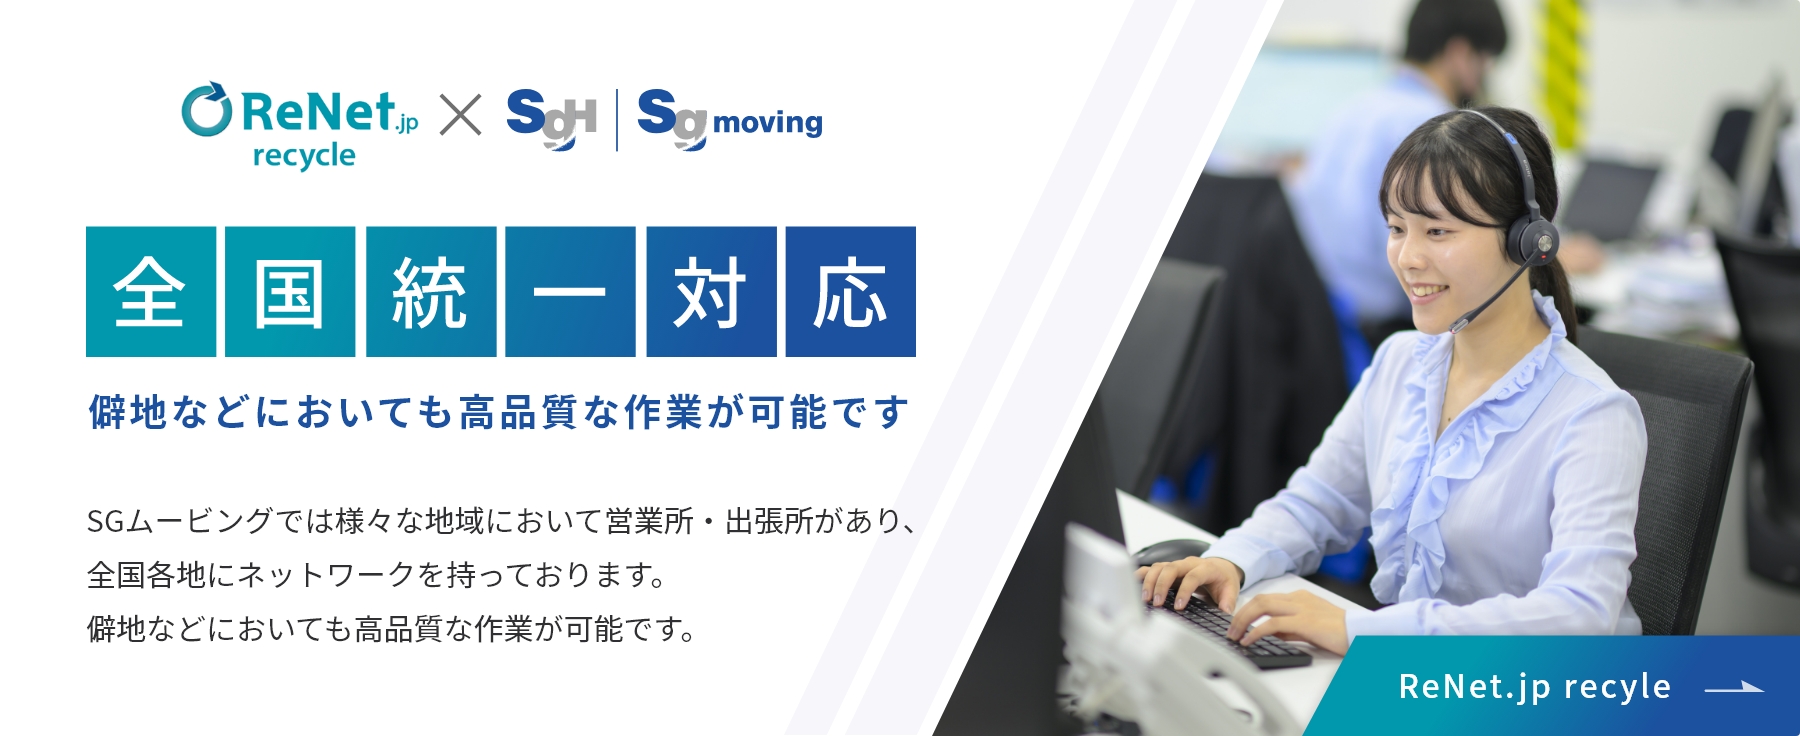 ReNet.jp
recycle
× SgH | Sg moving
全国統一対応
僻地などにおいても高品質な作業が可能です
SGムービングでは様々な地域において営業所・出張所があり、
全国各地にネットワークを持っております。
僻地などにおいても高品質な作業が可能です。
ReNet.jp recyle